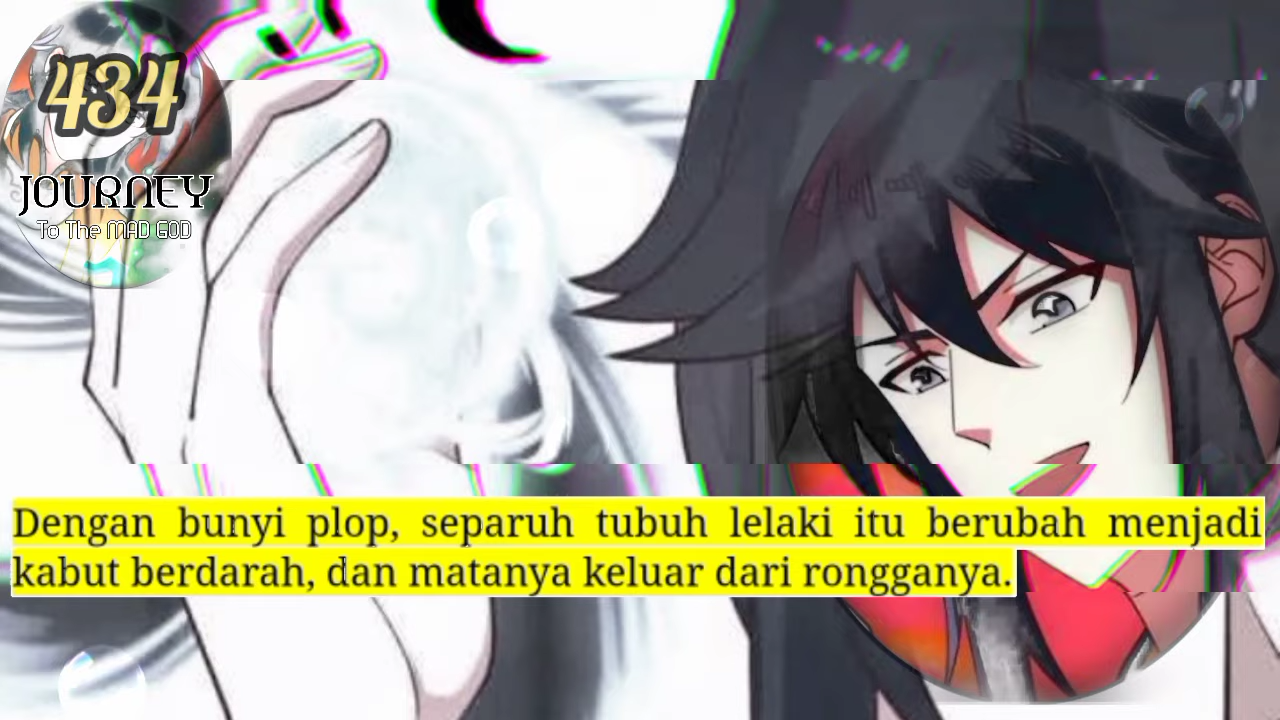 434
JOURNEY
To The MAD GOD
Dengan bunyi plop, separuh tubuh lelaki itu berubah menjadi
kabut berdarah, dan matanya keluar dari rongganya.